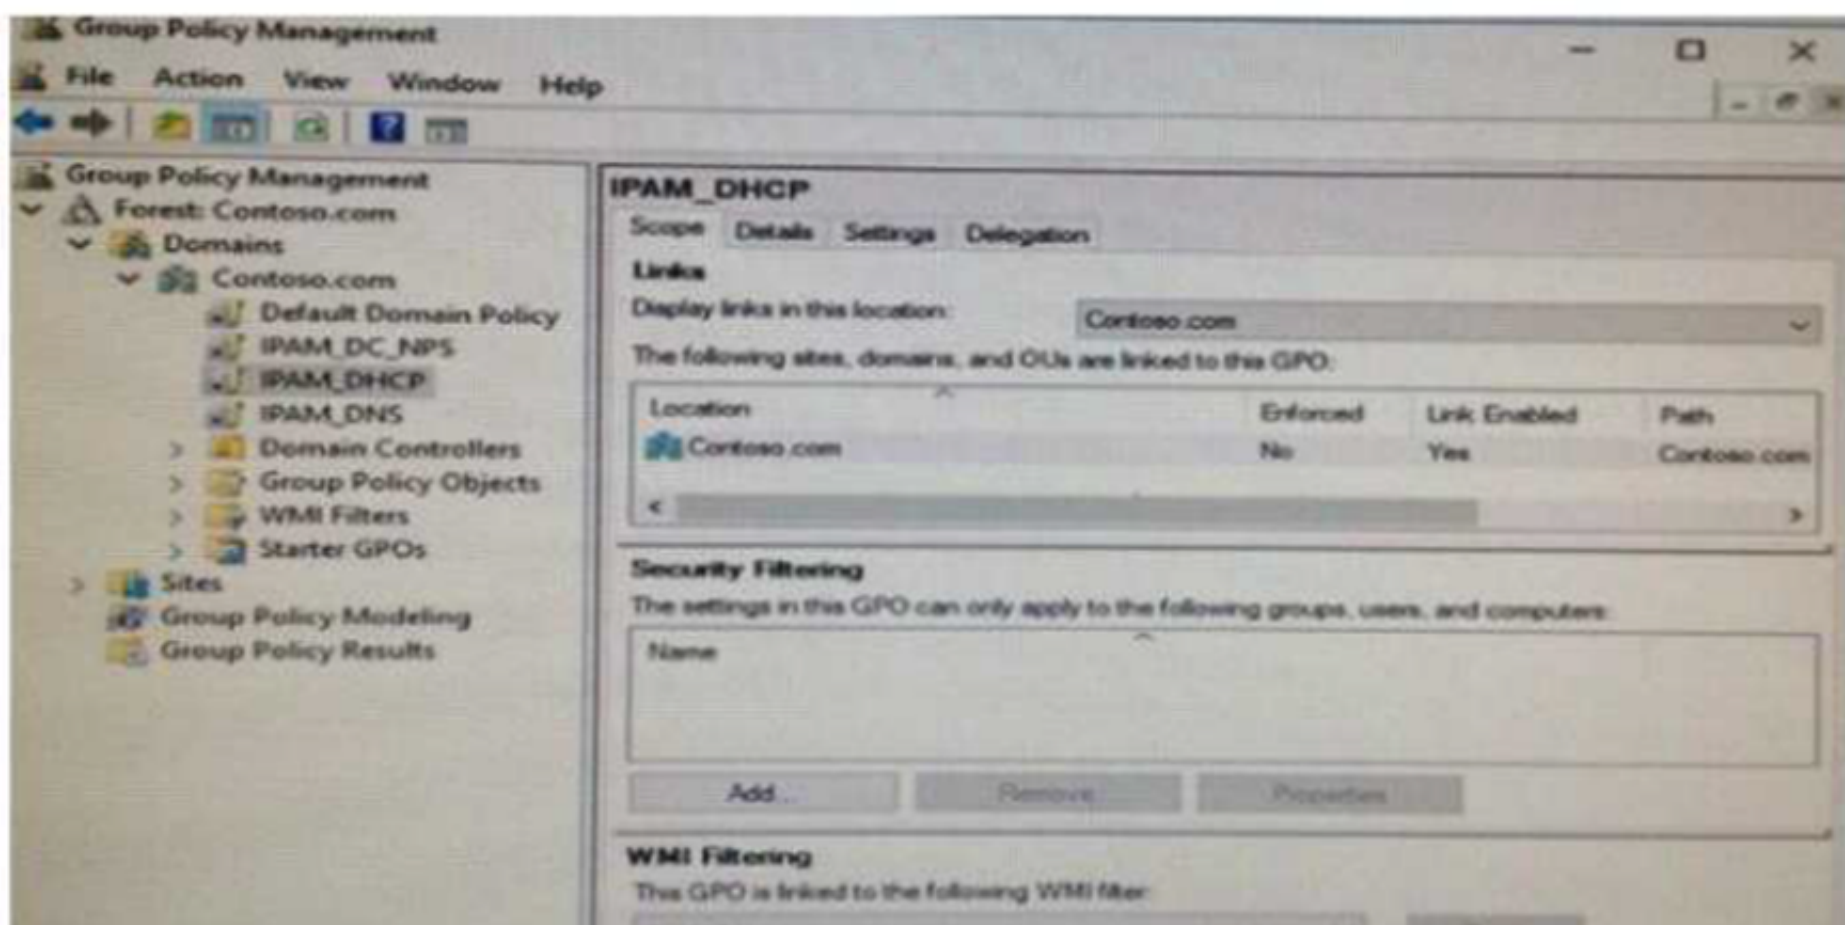 Group Policy Management
File Action View Window Help
Group Policy Management
Forest: Contoso.com
Domains
Contoso.com
Default Domain Policy
IPAM_DC_NPS
IPAM_DHCP
IPAM_DNS
Domain Controllers
Group Policy Objects
WMI Filters
Starter GPOs
Sites
Group Policy Modeling
Group Policy Results
IPAM_DHCP
Scope Details Settings Delegation
Links
Display links in this location: Contoso.com
The following sites, domains, and OUs are linked to this GPO:
Location Enforced Link Enabled Path
Contoso.com No Yes Contoso.com
Security Filtering
The settings in this GPO can only apply to the following groups, users, and computers:
Name
Add... Remove Properties
WMI Filtering
This GPO is linked to the following WMI filter: